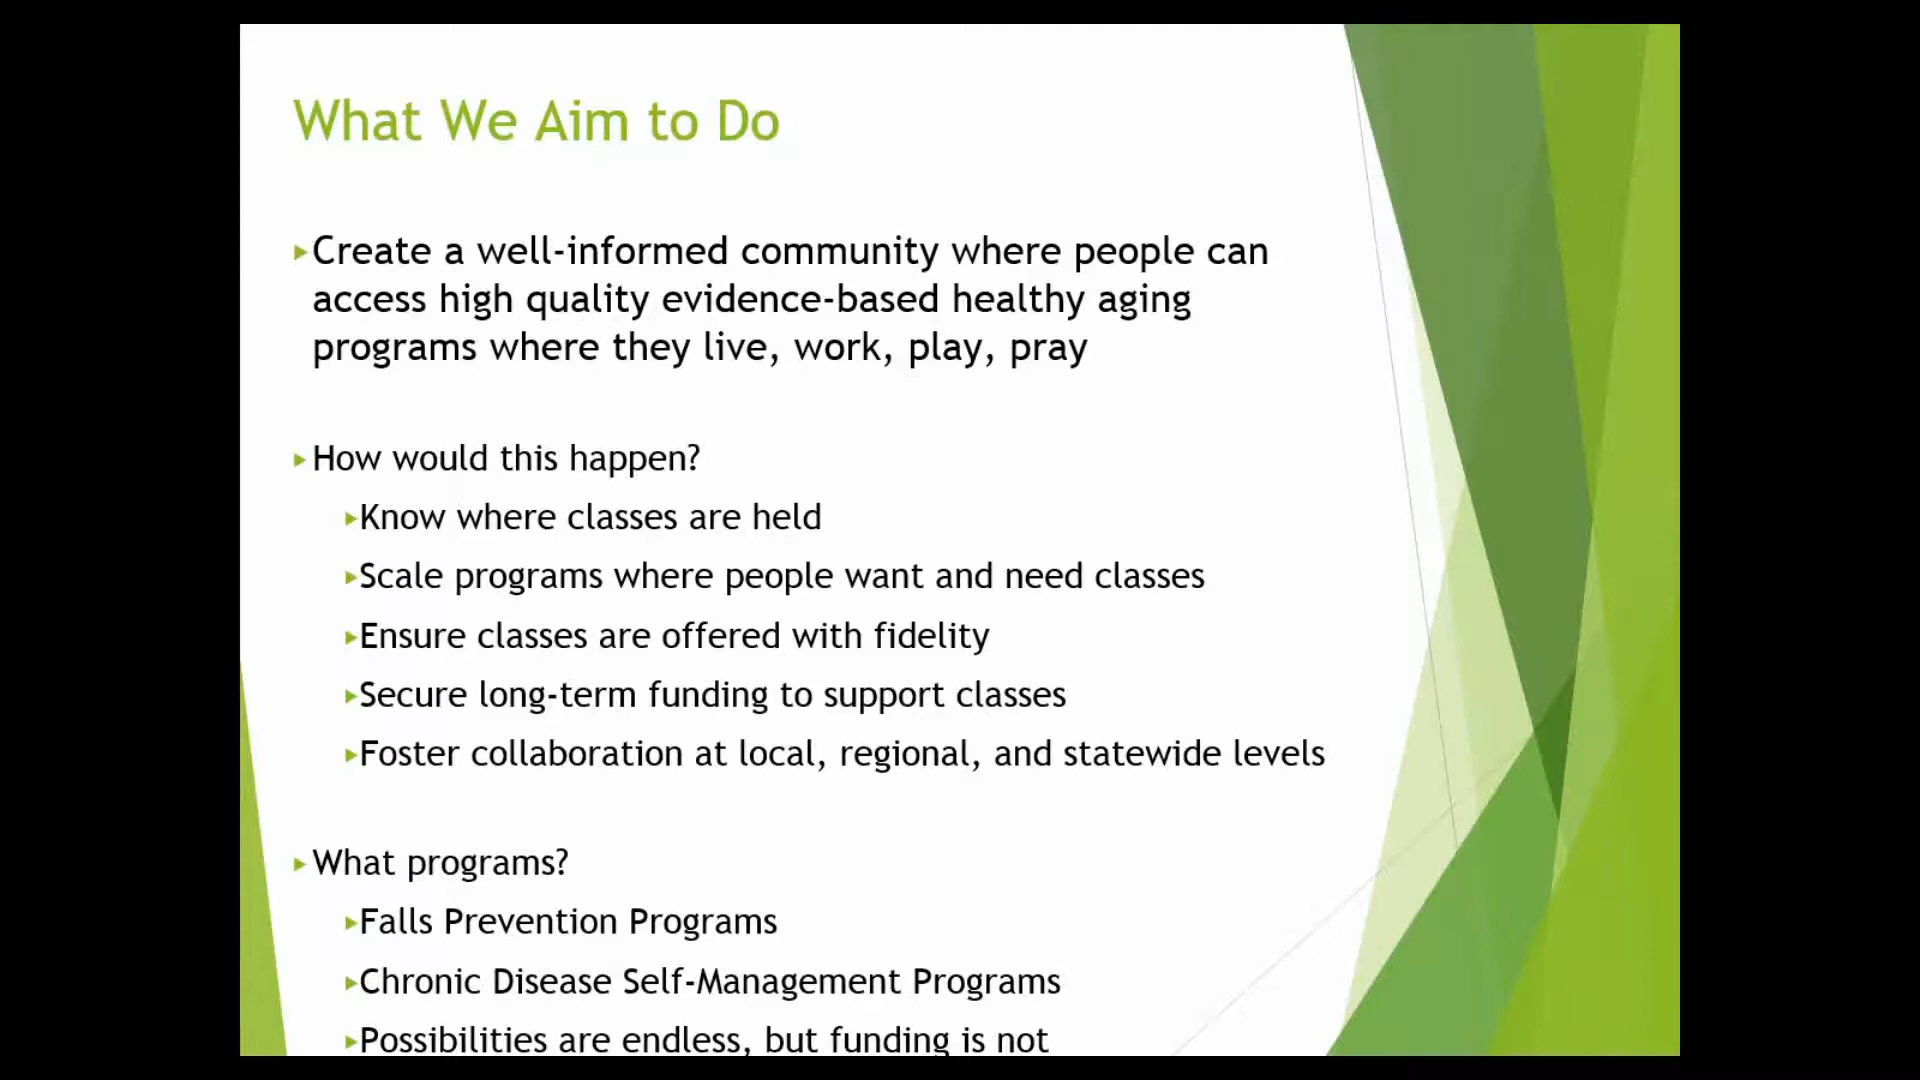 What We Aim to Do
Create a well-informed community where people can
access high quality evidence-based healthy aging
programs where they live, work, play, pray
How would this happen?
Know where classes are held
Scale programs where people want and need classes
Ensure classes are offered with fidelity
Secure long-term funding to support classes
Foster collaboration at local, regional, and statewide levels
What programs?
Falls Prevention Programs
Chronic Disease Self-Management Programs
Possibilities are endless, but funding is not